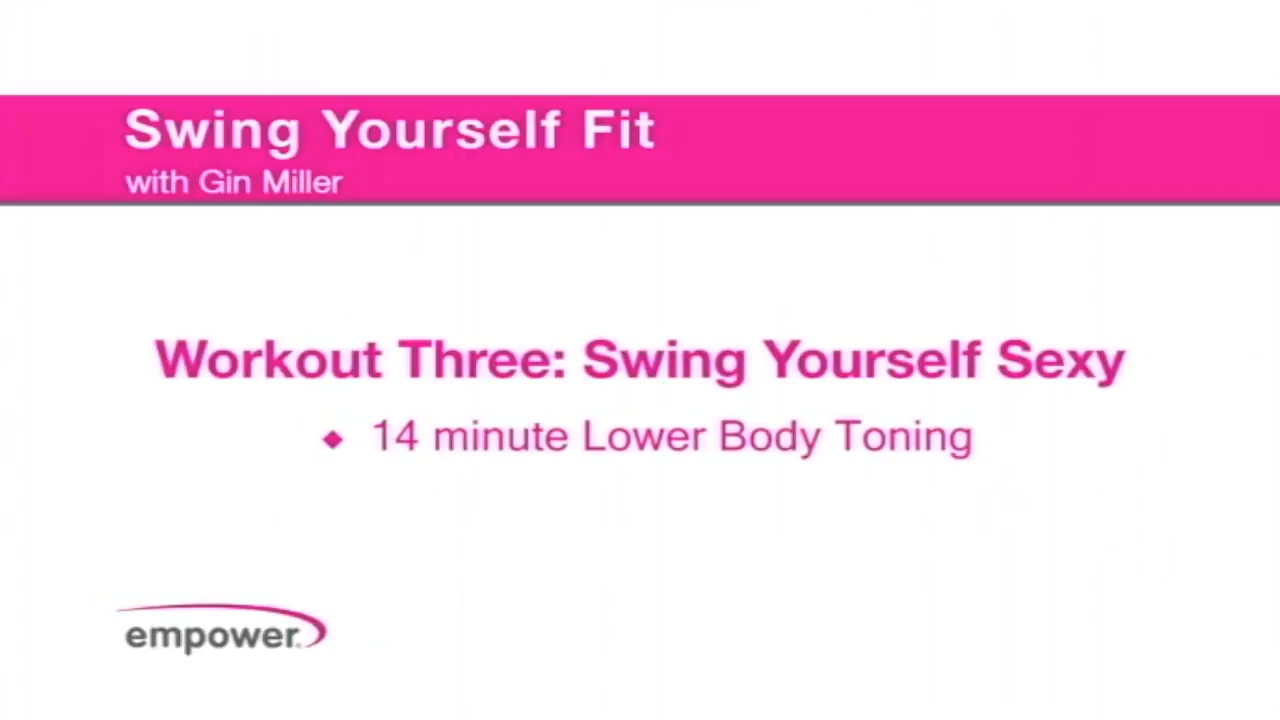 Swing Yourself Fit
with Gin Miller
Workout Three: Swing Yourself Sexy
◆ 14 minute Lower Body Toning
empower